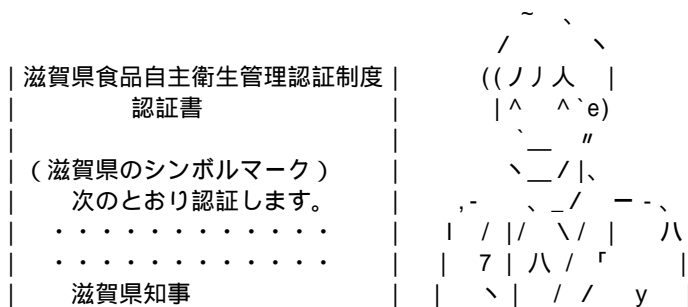 滋賀県食品自主衛生管理認証制度
認証書
(滋賀県のシンボルマーク)
次のとおり認証します。
・・・・・・・・・・・・
・・・・・・・・・・・・
滋賀県知事